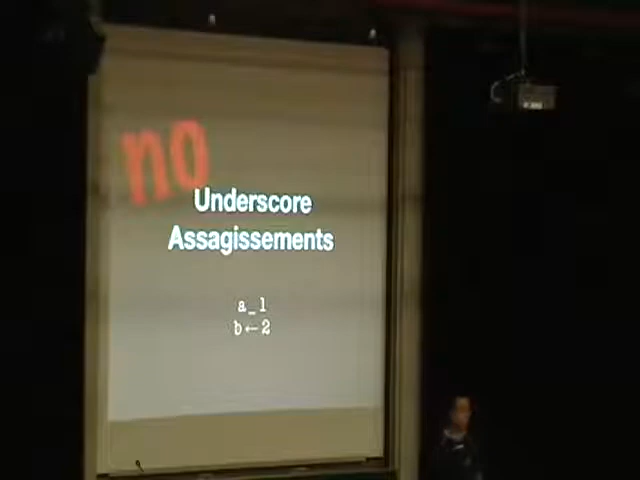 no
Underscore
Assagissements
a_1
b←2